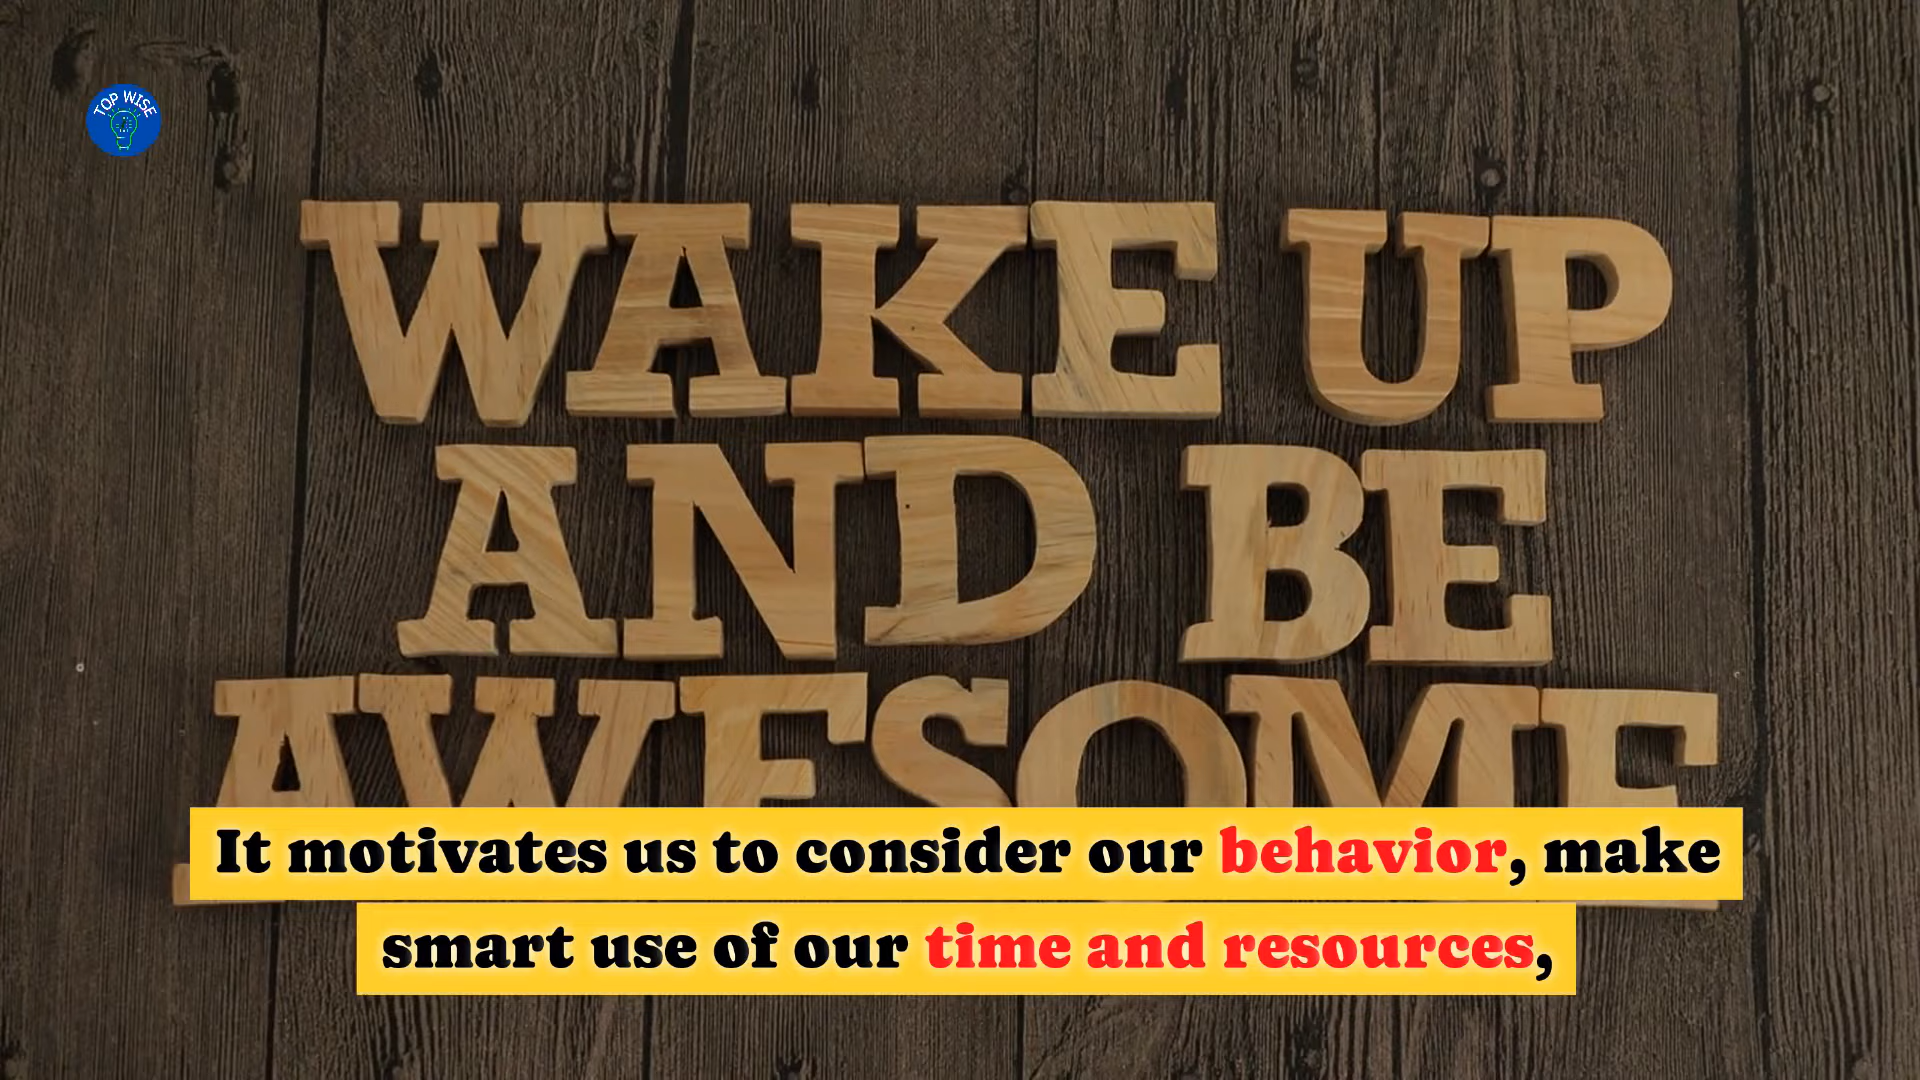 TOP WISE
WAKE UP
AND BE
AWESOME
It motivates us to consider our behavior, make
smart use of our time and resources,